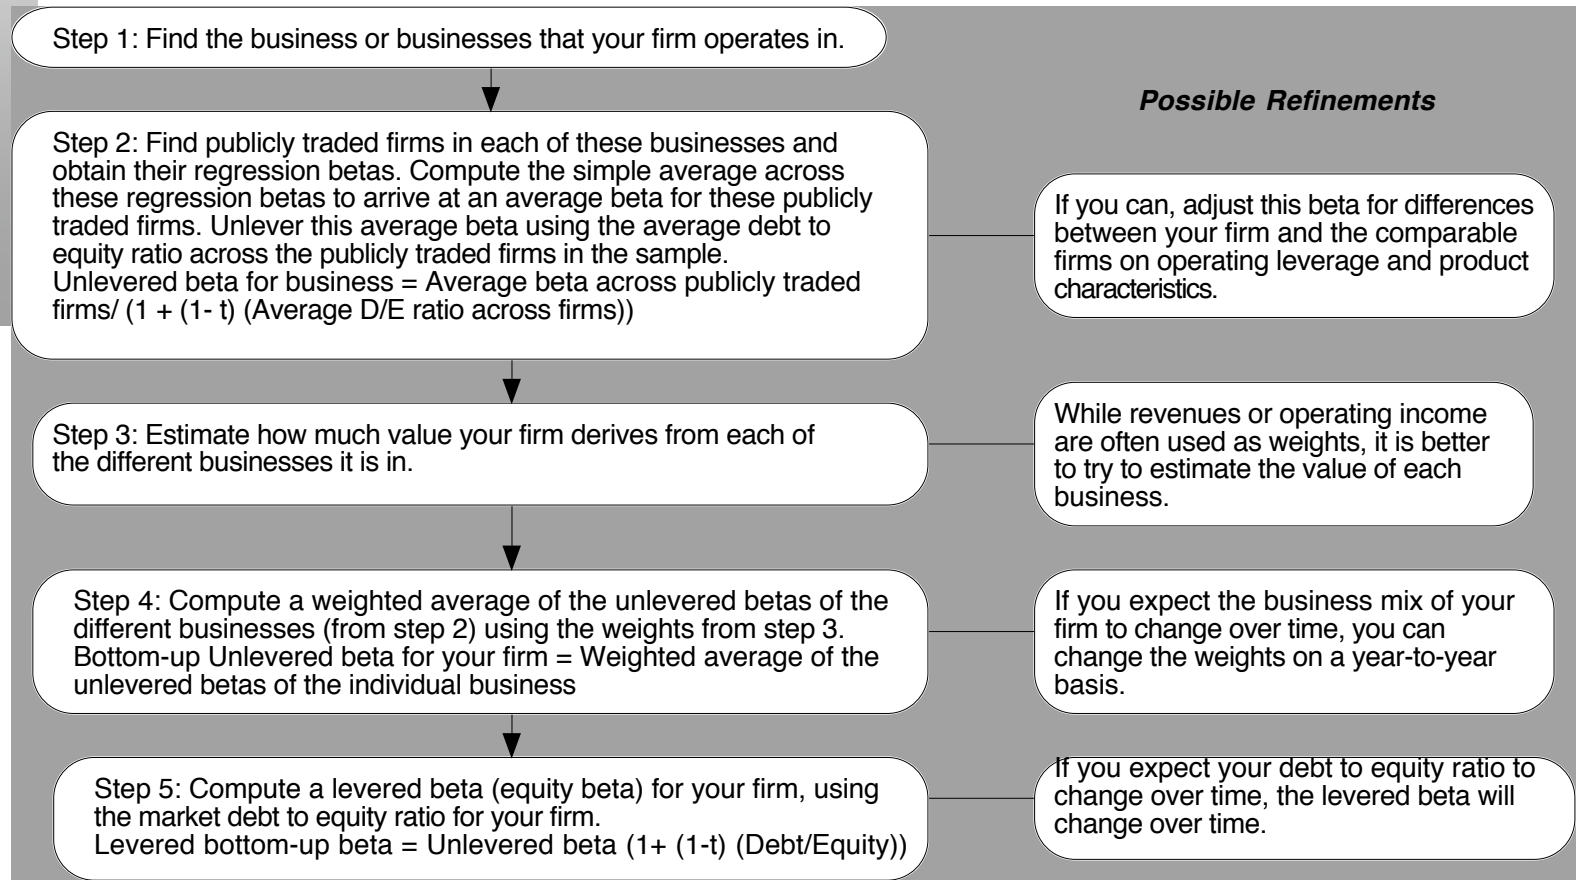 Step 1: Find the business or businesses that your firm operates in.
Possible Refinements
Step 2: Find publicly traded firms in each of these businesses and
obtain their regression betas. Compute the simple average across
these regression betas to arrive at an average beta for these publicly
traded firms. Unlever this average beta using the average debt to
equity ratio across the publicly traded firms in the sample.
Unlevered beta for business = Average beta across publicly traded
firms/ (1 + (1- t) (Average D/E ratio across firms))
If you can, adjust this beta for differences
between your firm and the comparable
firms on operating leverage and product
characteristics.
Step 3: Estimate how much value your firm derives from each of
the different businesses it is in.
While revenues or operating income
are often used as weights, it is better
to try to estimate the value of each
business.
Step 4: Compute a weighted average of the unlevered betas of the
different businesses (from step 2) using the weights from step 3.
Bottom-up Unlevered beta for your firm = Weighted average of the
unlevered betas of the individual business
If you expect the business mix of your
firm to change over time, you can
change the weights on a year-to-year
basis.
Step 5: Compute a levered beta (equity beta) for your firm, using
the market debt to equity ratio for your firm.
Levered bottom-up beta = Unlevered beta (1+ (1-t) (Debt/Equity))
If you expect your debt to equity ratio to
change over time, the levered beta will
change over time.